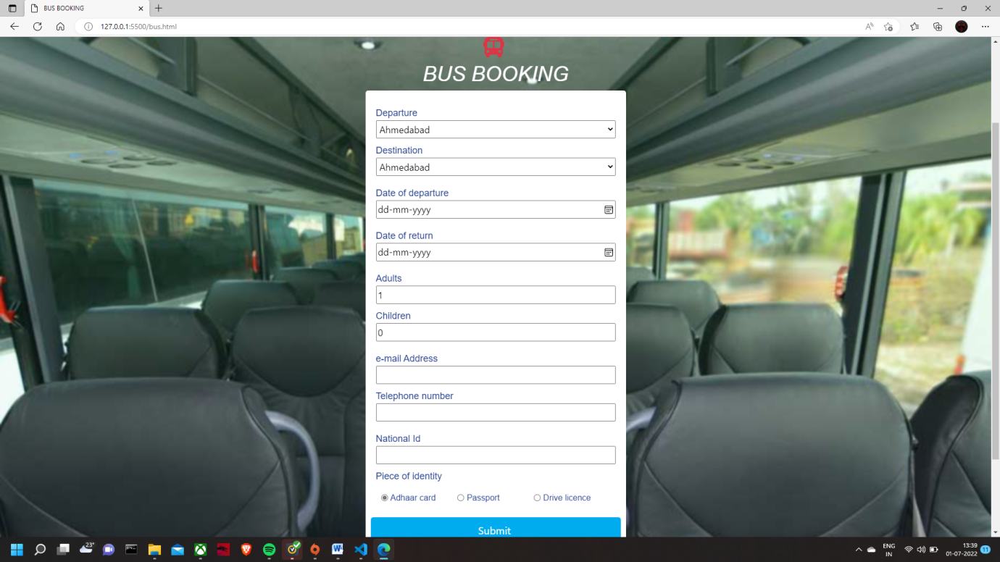 BUS BOOKING
127.0.0.1:5500/bus.html
BUS BOOKING
Departure
Ahmedabad
Destination
Ahmedabad
Date of departure
dd-mm-yyyy
Date of return
dd-mm-yyyy
Adults
1
Children
0
e-mail Address
Telephone number
National Id
Piece of identity
Adhaar card Passport Drive licence
Submit
23°
ENG
IN
13:39
01-07-2022
11